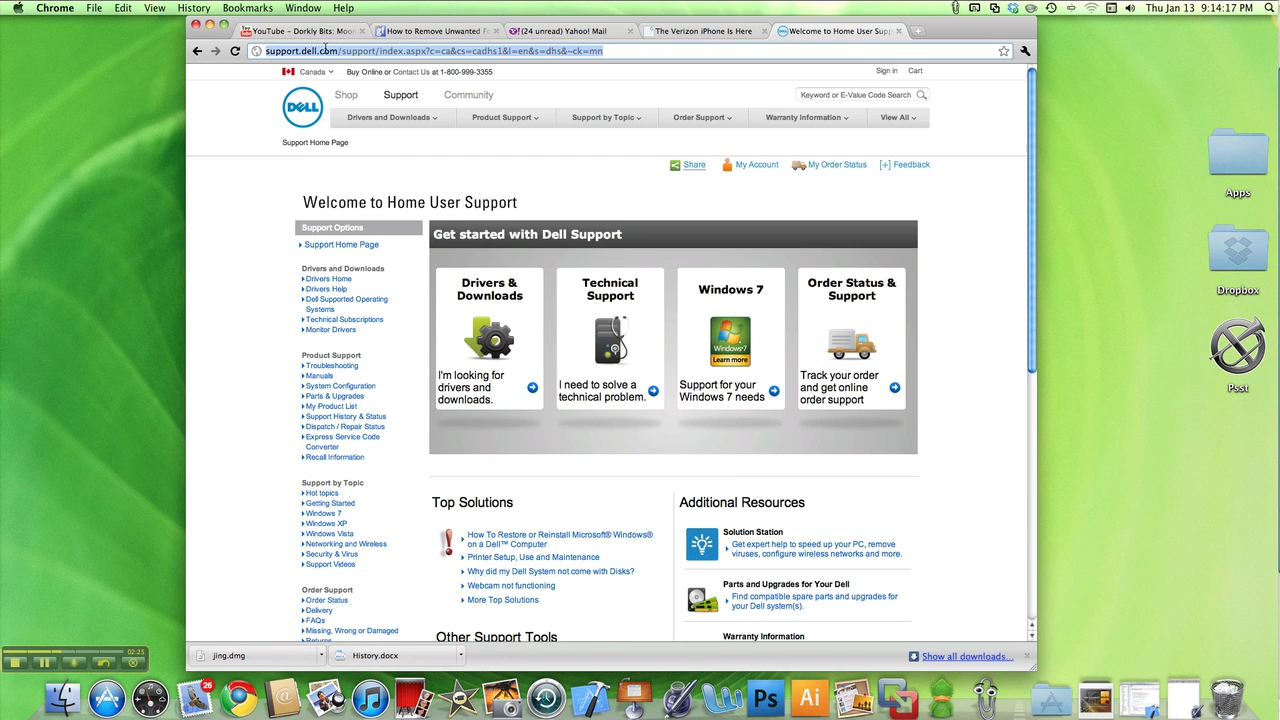 Chrome File Edit View History Bookmarks Window Help
Thu Jan 13 9:14:17 PM
YouTube – Dorkly Bits: Moo
How to Remove Unwanted F
(24 unread) Yahoo! Mail
The Verizon iPhone Is Here
Welcome to Home User Sup
support.dell.com/support/index.aspx?c=ca&cs=cadhs1&l=en&s=dhs&~ck=mn
Canada
Buy Online or Contact Us at 1-800-999-3355
Sign in Cart
DELL
Shop Support Community
Keyword or E-Value Code Search
Drivers and Downloads Product Support Support by Topic Order Support Warranty Information View All
Support Home Page
Share My Account My Order Status [+] Feedback
Welcome to Home User Support
Support Options
Support Home Page
Drivers and Downloads
Drivers Home
Drivers Help
Dell Supported Operating
Systems
Technical Subscriptions
Monitor Drivers
Product Support
Troubleshooting
Manuals
System Configuration
Parts & Upgrades
My Product List
Support History & Status
Dispatch / Repair Status
Express Service Code
Converter
Recall Information
Support by Topic
Hot topics
Getting Started
Windows 7
Windows XP
Windows Vista
Networking and Wireless
Security & Virus
Support Videos
Order Support
Order Status
Delivery
FAQs
Missing, Wrong or Damaged
Returns
Get started with Dell Support
Drivers &
Downloads
I'm looking for
drivers and
downloads.
Technical
Support
I need to solve a
technical problem.
Windows 7
Windows 7
Learn more
Support for your
Windows 7 needs
Order Status &
Support
Track your order
and get online
order support
Top Solutions
How To Restore or Reinstall Microsoft® Windows®
on a Dell™ Computer
Printer Setup, Use and Maintenance
Why did my Dell System not come with Disks?
Webcam not functioning
More Top Solutions
Other Support Tools
Additional Resources
Solution Station
Get expert help to speed up your PC, remove
viruses, configure wireless networks and more.
Parts and Upgrades for Your Dell
Find compatible spare parts and upgrades for
your Dell system(s).
Warranty Information
jing.dmg
History.docx
Show all downloads...
Apps
Dropbox
Psst
02:25
26
Ps
Ai